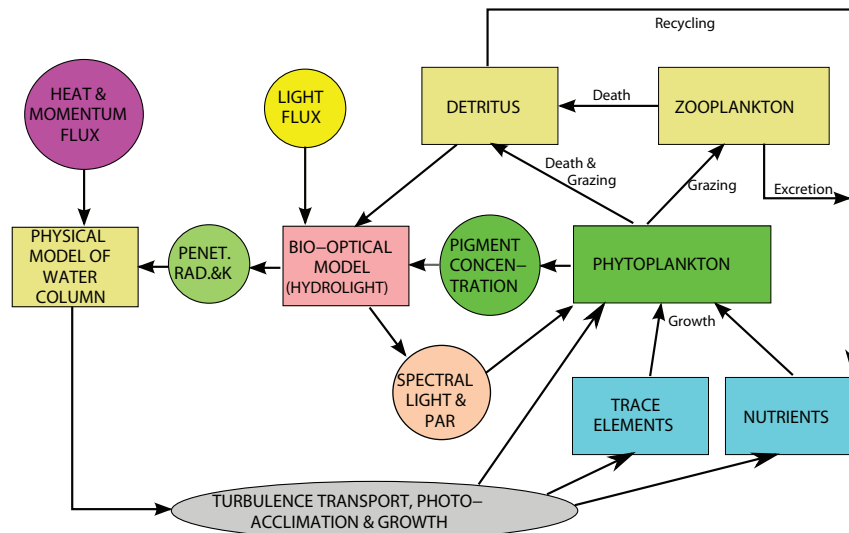 Recycling
HEAT &
MOMENTUM
FLUX
LIGHT
FLUX
DETRITUS
Death
ZOOPLANKTON
Death &
Grazing
Grazing
Excretion
PHYSICAL
MODEL OF
WATER
COLUMN
PENET.
RAD.&K
BIO–OPTICAL
MODEL
(HYDROLIGHT)
PIGMENT
CONCEN–
TRATION
PHYTOPLANKTON
Growth
SPECTRAL
LIGHT &
PAR
TRACE
ELEMENTS
NUTRIENTS
TURBULENCE TRANSPORT, PHOTO–
ACCLIMATION & GROWTH